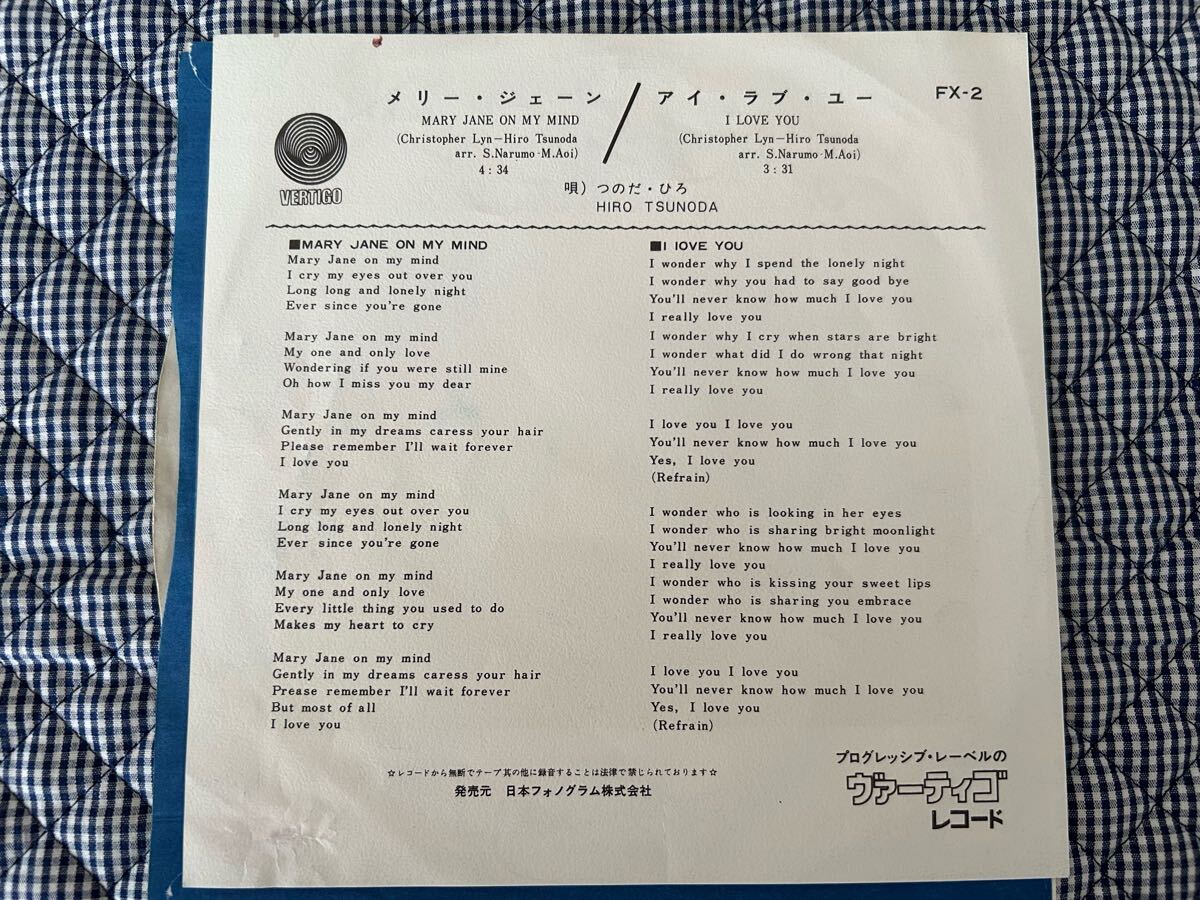 メリー・ジェーン / アイ・ラブ・ユー FX-2
MARY JANE ON MY MIND
(Christopher Lyn—Hiro Tsunoda
arr. S.Narumo-M.Aoi)
4 : 34
I LOVE YOU
(Christopher Lyn—Hiro Tsunoda
arr. S.Narumo-M.Aoi)
3 : 31
VERTIGO
唄) つのだ・ひろ
HIRO TSUNODA
■MARY JANE ON MY MIND
Mary Jane on my mind
I cry my eyes out over you
Long long and lonely night
Ever since you're gone
Mary Jane on my mind
My one and only love
Wondering if you were still mine
Oh how I miss you my dear
Mary Jane on my mind
Gently in my dreams caress your hair
Please remember I'll wait forever
I love you
Mary Jane on my mind
I cry my eyes out over you
Long long and lonely night
Ever since you're gone
Mary Jane on my mind
My one and only love
Every little thing you used to do
Makes my heart to cry
Mary Jane on my mind
Gently in my dreams caress your hair
Prease remember I'll wait forever
But most of all
I love you
■I lOVE YOU
I wonder why I spend the lonely night
I wonder why you had to say good bye
You'll never know how much I love you
I really love you
I wonder why I cry when stars are bright
I wonder what did I do wrong that night
You'll never know how much I love you
I really love you
I love you I love you
You'll never know how much I love you
Yes, I love you
(Refrain)
I wonder who is looking in her eyes
I wonder who is sharing bright moonlight
You'll never know how much I love you
I really love you
I wonder who is kissing your sweet lips
I wonder who is sharing you embrace
You'll never know how much I love you
I really love you
I love you I love you
You'll never know how much I love you
Yes, I love you
(Refrain)
☆レコードから無断でテープ其の他に録音することは法律で禁じられております☆
発売元 日本フォノグラム株式会社
プログレッシブ・レーベルの
ヴァーティゴ
レコード